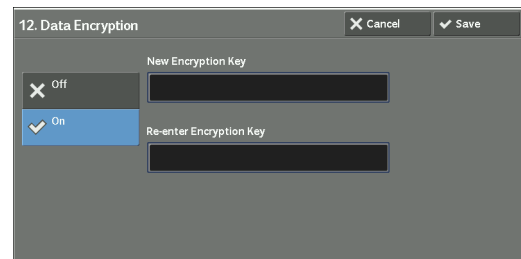 12. Data Encryption
Cancel
Save
New Encryption Key
Off
On
Re-enter Encryption Key